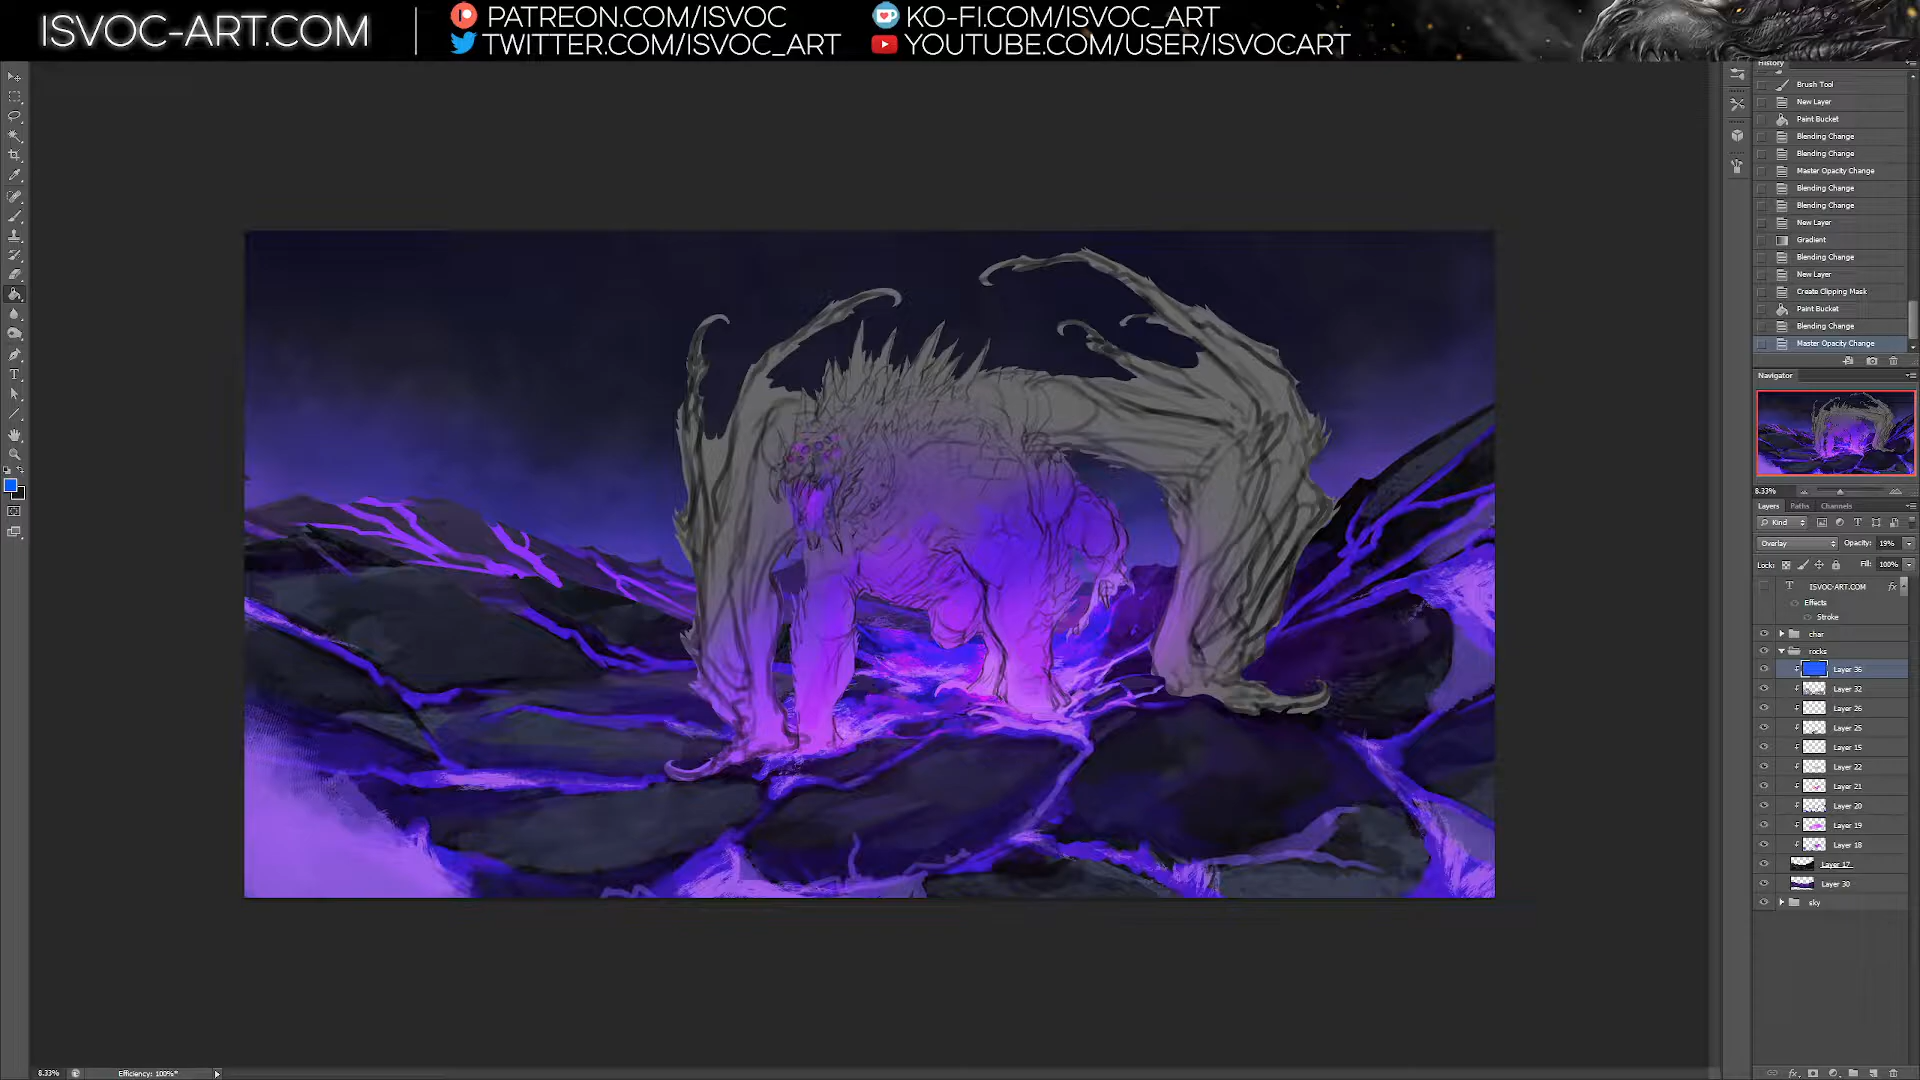 ISVOC-ART.COM
PATREON.COM/ISVOC
TWITTER.COM/ISVOC_ART
KO-FI.COM/ISVOC_ART
YOUTUBE.COM/USER/ISVOCART
History
Brush Tool
New Layer
Paint Bucket
Blending Change
Blending Change
Master Opacity Change
Blending Change
Blending Change
New Layer
Gradient
Blending Change
New Layer
Create Clipping Mask
Paint Bucket
Blending Change
Master Opacity Change
Navigator
8.33%
Layers Paths Channels
Kind
Overlay Opacity: 19%
Lock: Fill: 100%
T ISVOC-ART.COM fx
Effects
Stroke
char
rocks
Layer 36
Layer 32
Layer 26
Layer 25
Layer 15
Layer 22
Layer 21
Layer 20
Layer 19
Layer 18
Layer 17
Layer 30
sky
8.33% Efficiency: 100%*